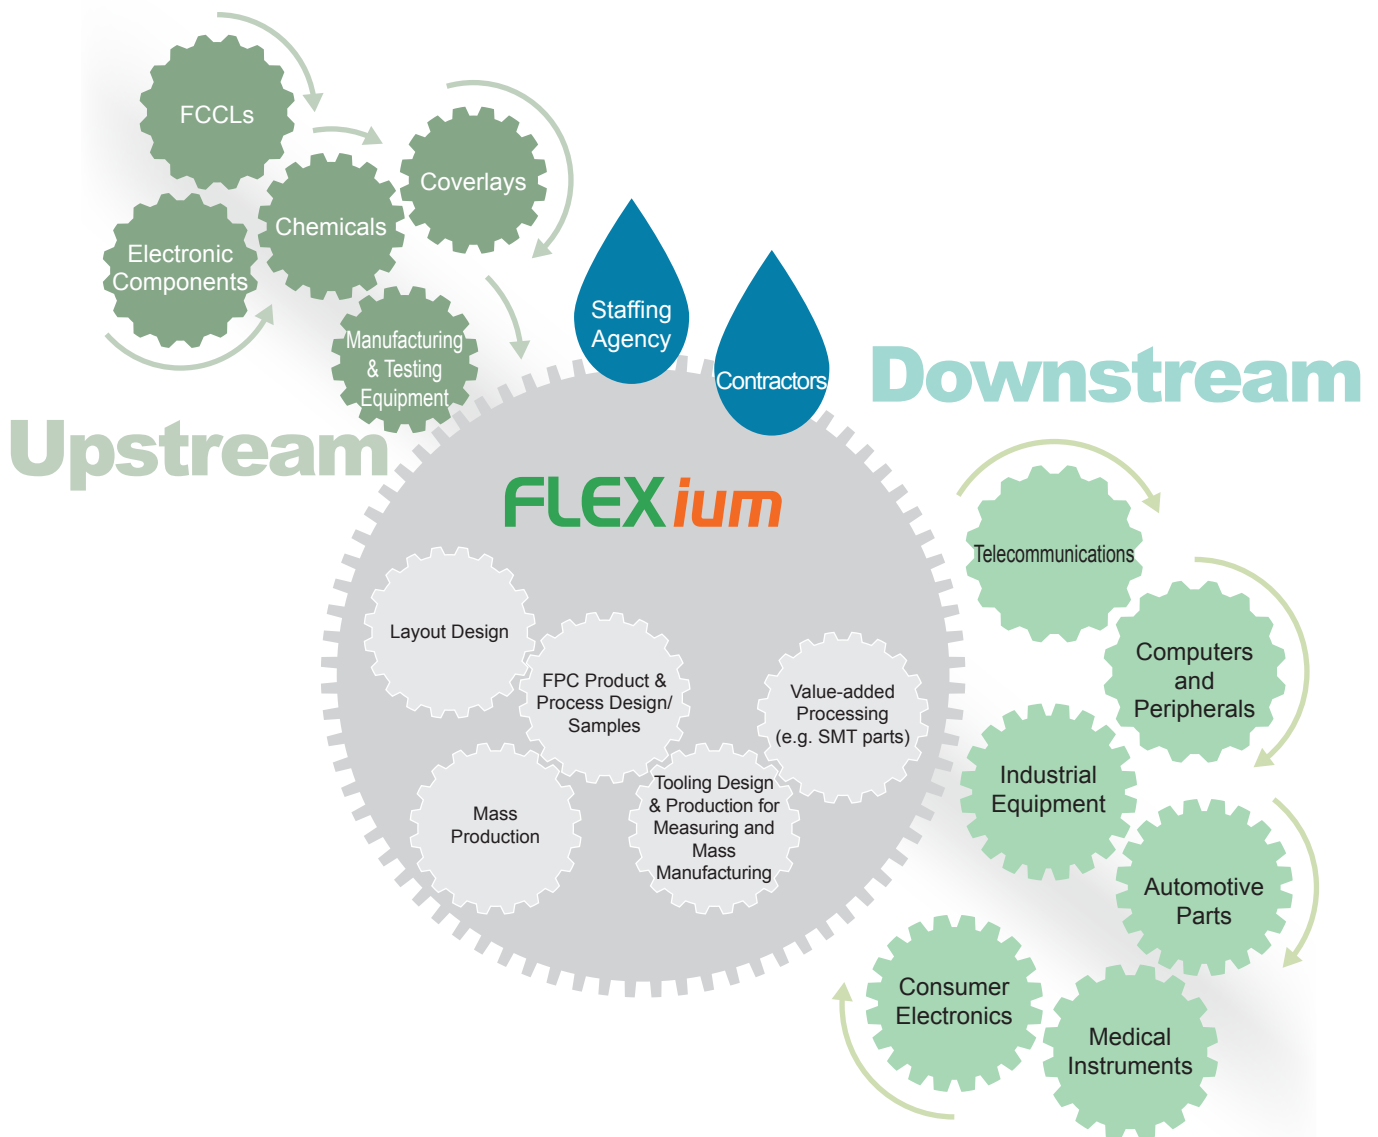 FCCLs
Coverlays
Chemicals
Electronic
Components
Manufacturing
& Testing
Equipment
Upstream
Staffing
Agency
Contractors
Downstream
FLEXium
Layout Design
FPC Product &
Process Design/
Samples
Value-added
Processing
(e.g. SMT parts)
Mass
Production
Tooling Design
& Production for
Measuring and
Mass
Manufacturing
Telecommunications
Computers
and
Peripherals
Industrial
Equipment
Automotive
Parts
Consumer
Electronics
Medical
Instruments